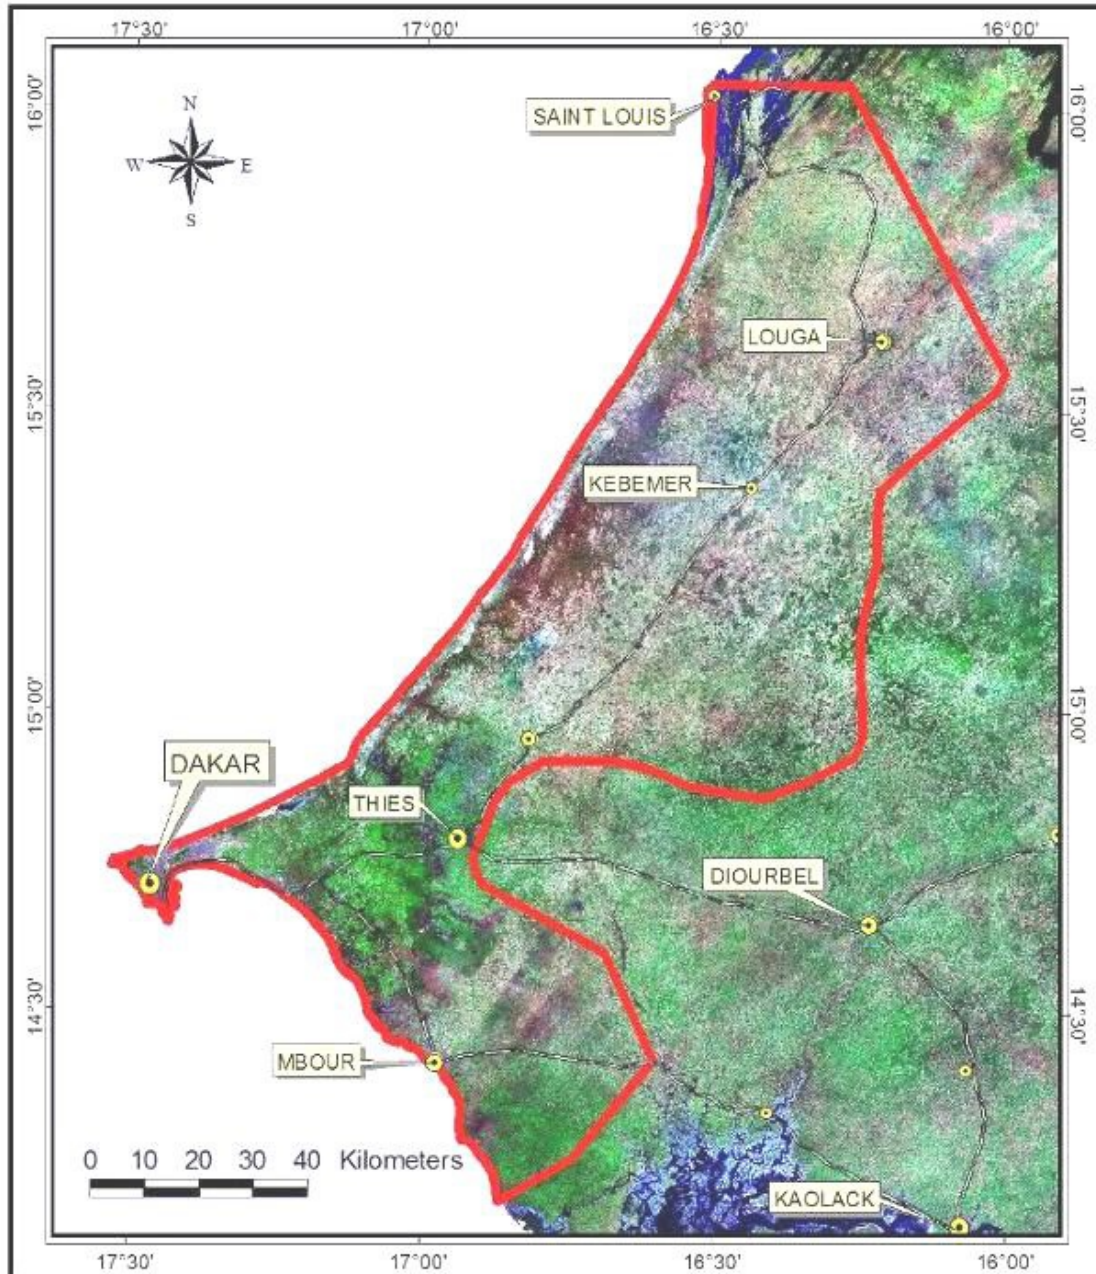 17°30' 17°00' 16°30' 16°00'
16°00' 16°00'
N
W E
S
SAINT LOUIS
LOUGA
15°30' 15°30'
KEBEMER
15°00' 15°00'
DAKAR
THIES
DIOURBEL
14°30' 14°30'
MBOUR
0 10 20 30 40 Kilometers
KAOLACK
17°30' 17°00' 16°30' 16°00'